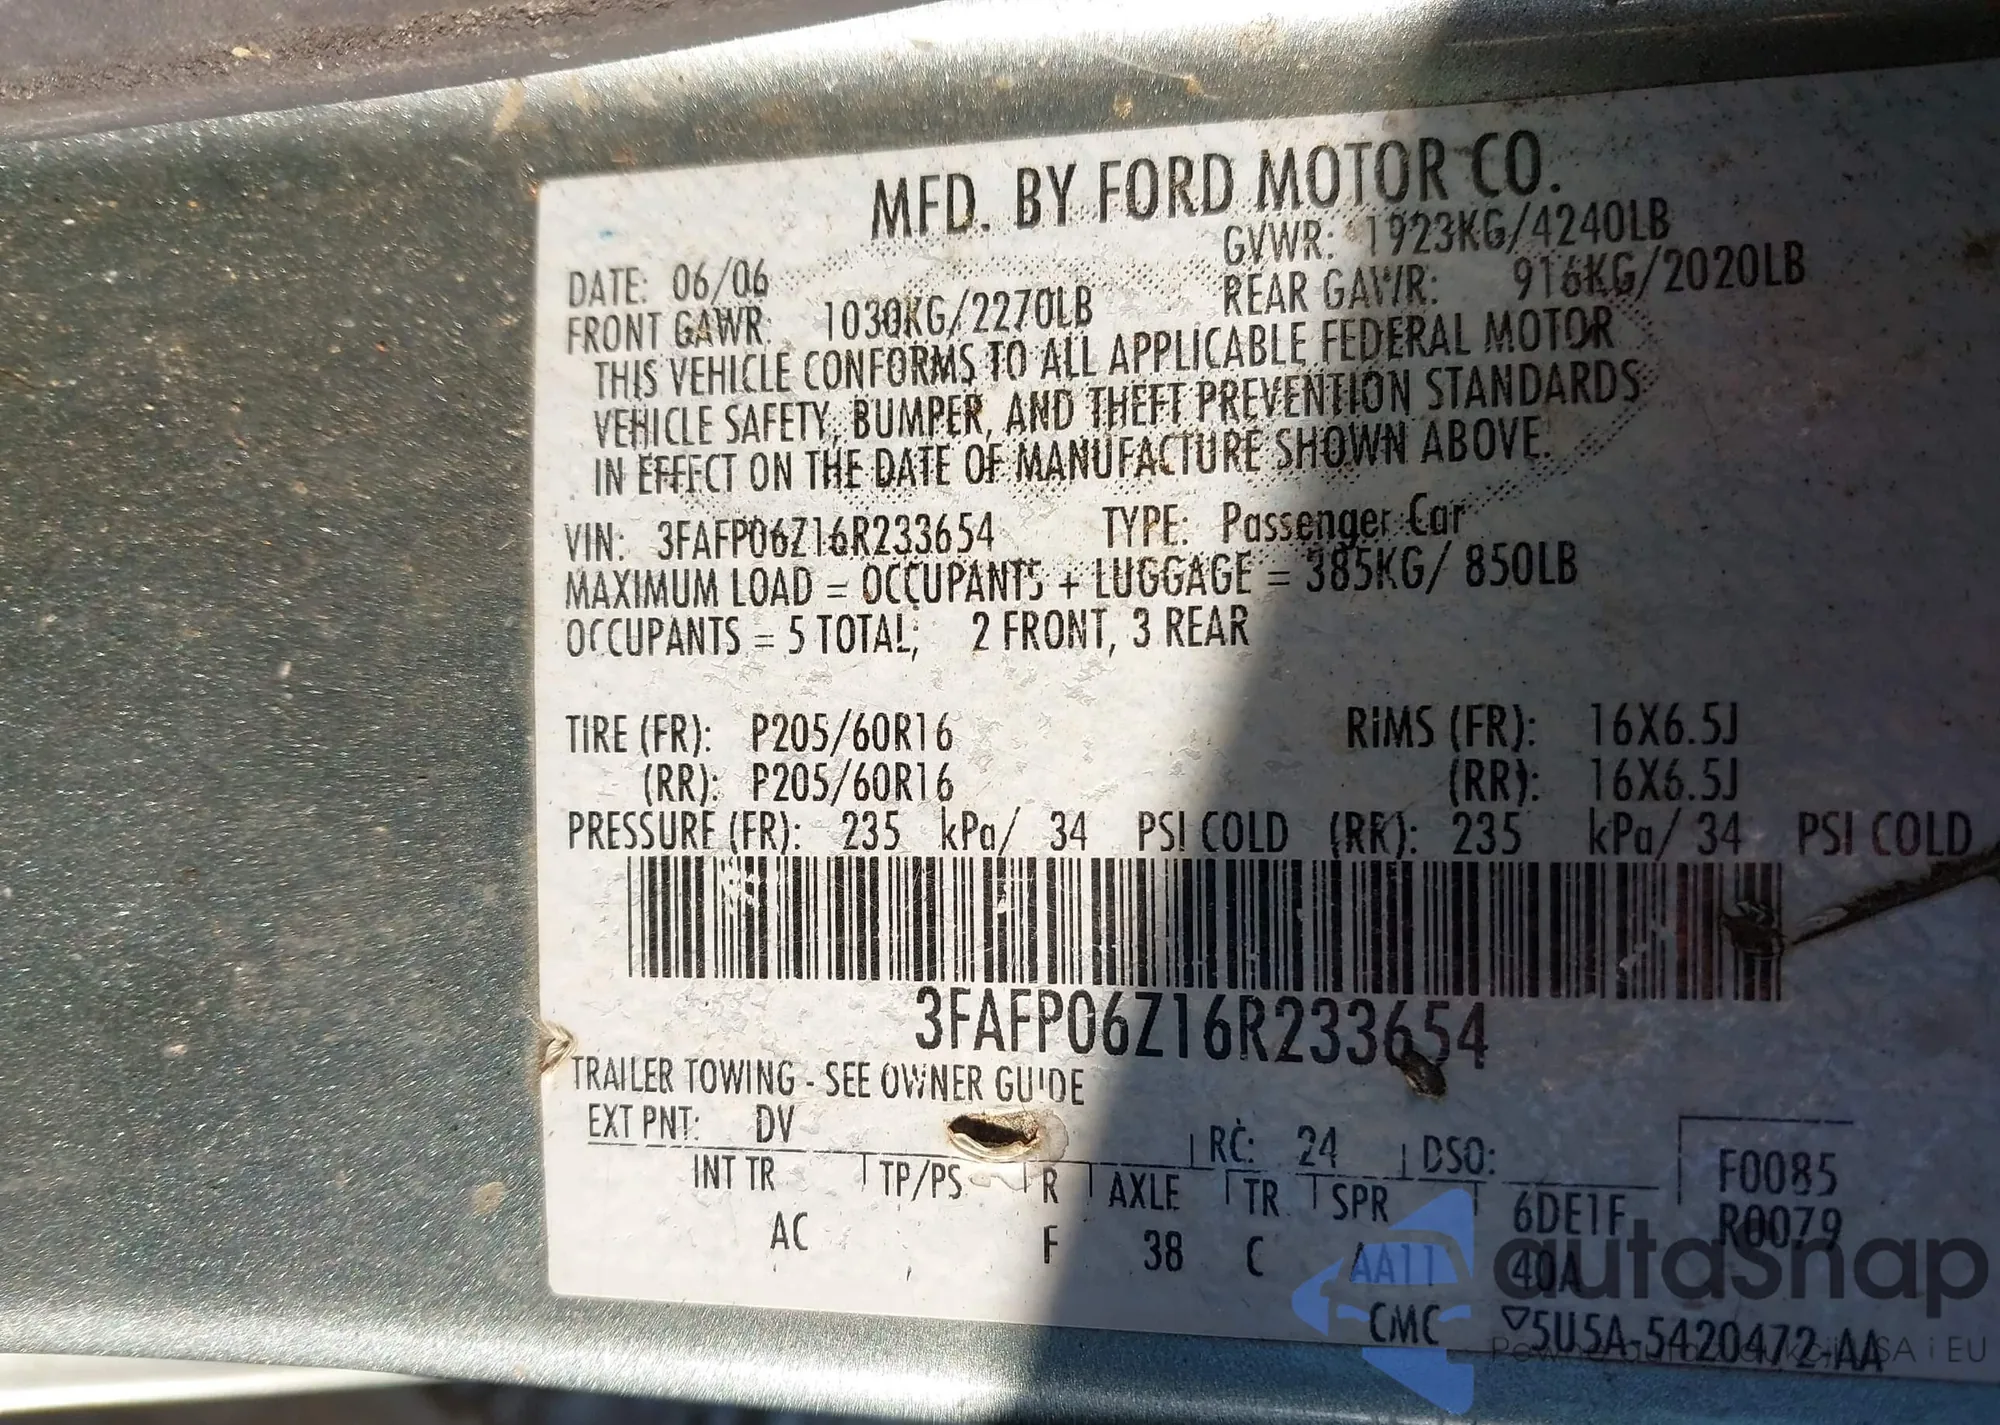 MFD. BY FORD MOTOR CO.
DATE: 06/06 GVWR: 1923KG/4240LB
FRONT GAWR: 1030KG/2270LB REAR GAWR: 916KG/2020LB
THIS VEHICLE CONFORMS TO ALL APPLICABLE FEDERAL MOTOR
VEHICLE SAFETY, BUMPER, AND THEFT PREVENTION STANDARDS
IN EFFECT ON THE DATE OF MANUFACTURE SHOWN ABOVE.
VIN: 3FAFP06Z16R233654 TYPE: Passenger Car
MAXIMUM LOAD = OCCUPANTS + LUGGAGE = 385KG/ 850LB
OCCUPANTS = 5 TOTAL; 2 FRONT, 3 REAR
TIRE (FR): P205/60R16 RIMS (FR): 16X6.5J
(RR): P205/60R16 (RR): 16X6.5J
PRESSURE (FR): 235 kPa/ 34 PSI COLD (RR): 235 kPa/ 34 PSI COLD
3FAFP06Z16R233654
TRAILER TOWING - SEE OWNER GUIDE
EXT PNT: DV RC: 24 DSO: F0085
INT TR TP/PS R AXLE TR SPR 6DE1F R0079
AC F 38 C AA11 40A
CMC 5U5A-5420472-AA
autasnap
SA i EU